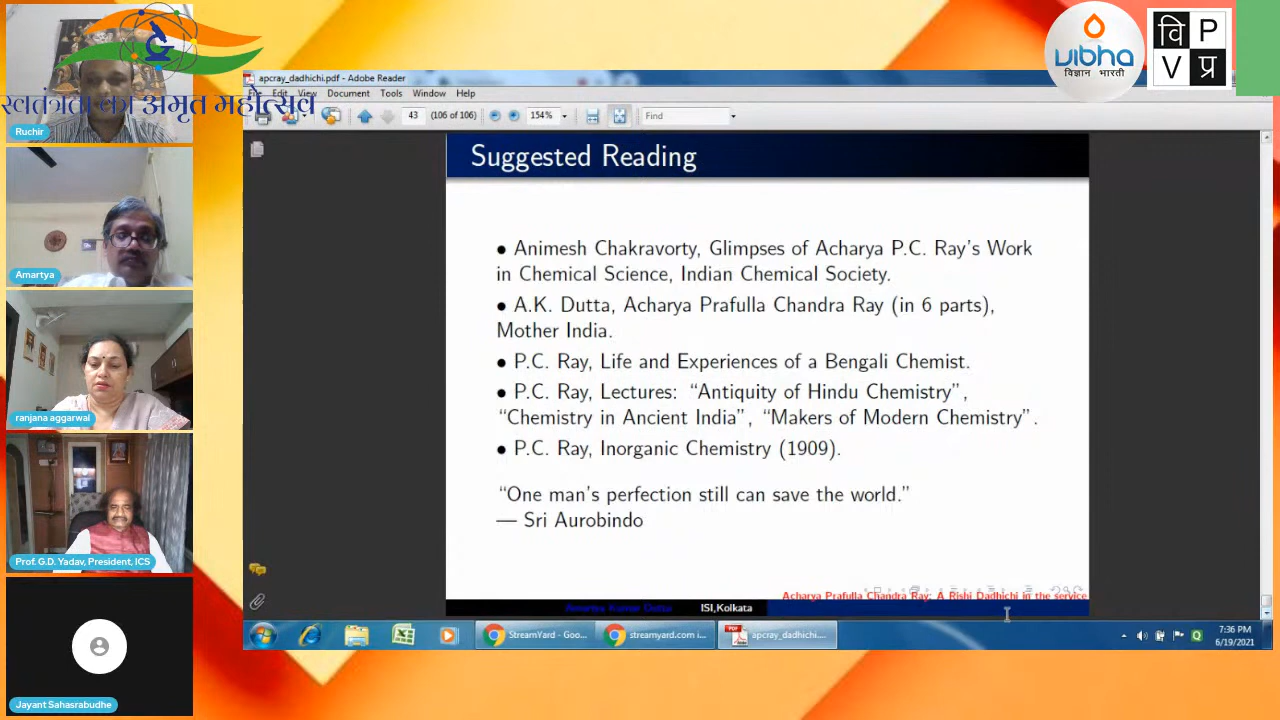 स्वतंत्रता का अमृत महोत्सव
Ruchir
Amartya
ranjana aggarwal
Prof. G.D. Yadav, President, ICS
Jayant Sahasrabudhe
vibha
विज्ञान भारती
वि P
V प्र
apcray_dadhichi.pdf - Adobe Reader
Edit View Document Tools Window Help
43 (106 of 106) 154% Find
Suggested Reading
• Animesh Chakravorty, Glimpses of Acharya P.C. Ray's Work
in Chemical Science, Indian Chemical Society.
• A.K. Dutta, Acharya Prafulla Chandra Ray (in 6 parts),
Mother India.
• P.C. Ray, Life and Experiences of a Bengali Chemist.
• P.C. Ray, Lectures: “Antiquity of Hindu Chemistry”,
“Chemistry in Ancient India”, “Makers of Modern Chemistry”.
• P.C. Ray, Inorganic Chemistry (1909).
“One man's perfection still can save the world.”
— Sri Aurobindo
Acharya Prafulla Chandra Ray: A Rishi Dadhichi in the service
Amartya Kumar Dutta ISI,Kolkata
StreamYard - Goo... streamyard.com i... PDF apcray_dadhichi....
7:36 PM
6/19/2021